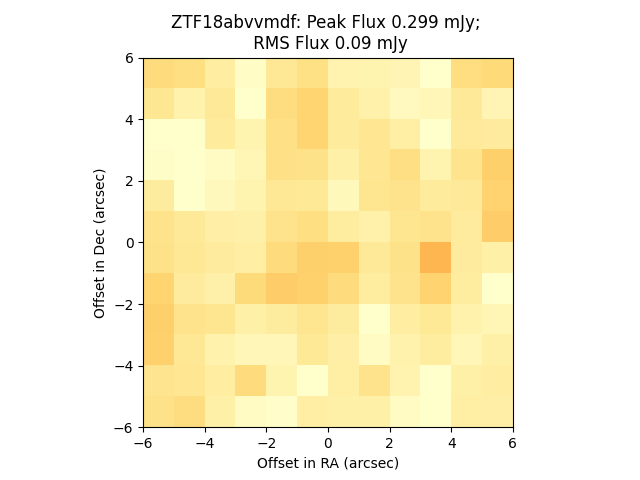 ZTF18abvvmdf: Peak Flux 0.299 mJy;
RMS Flux 0.09 mJy
6
4
2
0
−2
−4
−6
Offset in Dec (arcsec)
−6 −4 −2 0 2 4 6
Offset in RA (arcsec)